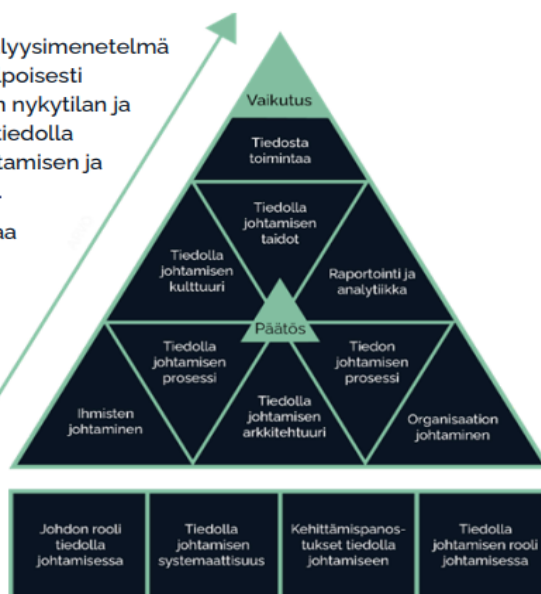 lyysimenetelmä
poisesti
n nykytilan ja
tiedolla
tamisen ja
aa
Vaikutus
Tiedosta
toimintaa
Tiedolla
johtamisen
taidot
Tiedolla
johtamisen
kulttuuri
Raportointi ja
analytiikka
Päätös
Tiedolla
johtamisen
prosessi
Tiedon
johtamisen
prosessi
Ihmisten
johtaminen
Tiedolla
johtamisen
arkkitehtuuri
Organisaation
johtaminen
Johdon rooli
tiedolla
johtamisessa
Tiedolla
johtamisen
systemaattisuus
Kehittämispanos-
tukset tiedolla
johtamiseen
Tiedolla
johtamisen rooli
johtamisessa